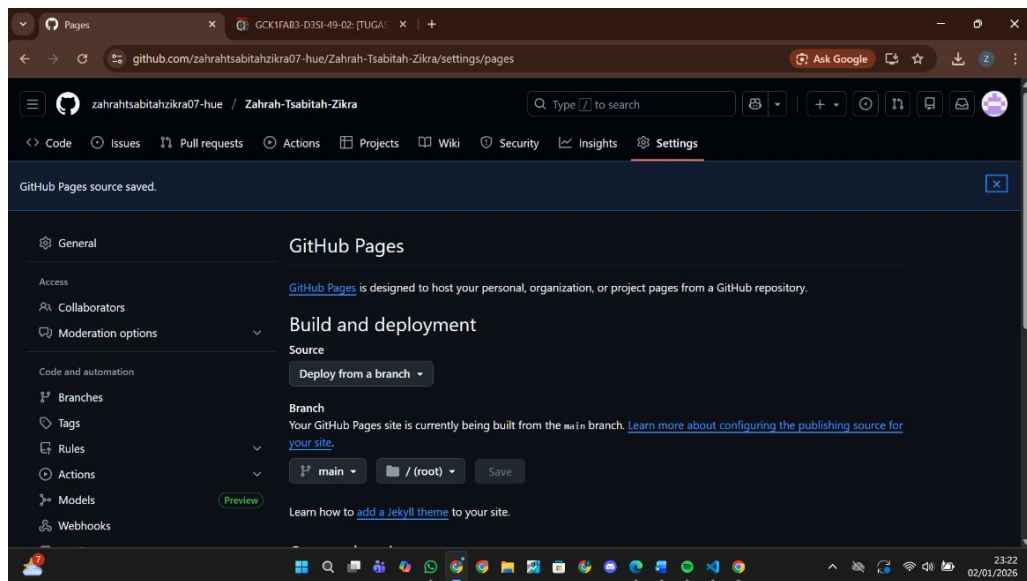 Pages
GCK1FAB3-D3SI-49-02: [TUGAS
github.com/zahrahtsabitahzikra07-hue/Zahrah-Tsabitah-Zikra/settings/pages
Ask Google
Z
zahrahtsabitahzikra07-hue / Zahrah-Tsabitah-Zikra
Type / to search
Code
Issues
Pull requests
Actions
Projects
Wiki
Security
Insights
Settings
GitHub Pages source saved.
General
Access
Collaborators
Moderation options
Code and automation
Branches
Tags
Rules
Actions
Models
Preview
Webhooks
GitHub Pages
GitHub Pages is designed to host your personal, organization, or project pages from a GitHub repository.
Build and deployment
Source
Deploy from a branch
Branch
Your GitHub Pages site is currently being built from the main branch. Learn more about configuring the publishing source for
your site.
main
/ (root)
Save
Learn how to add a Jekyll theme to your site.
23:22
02/01/2026